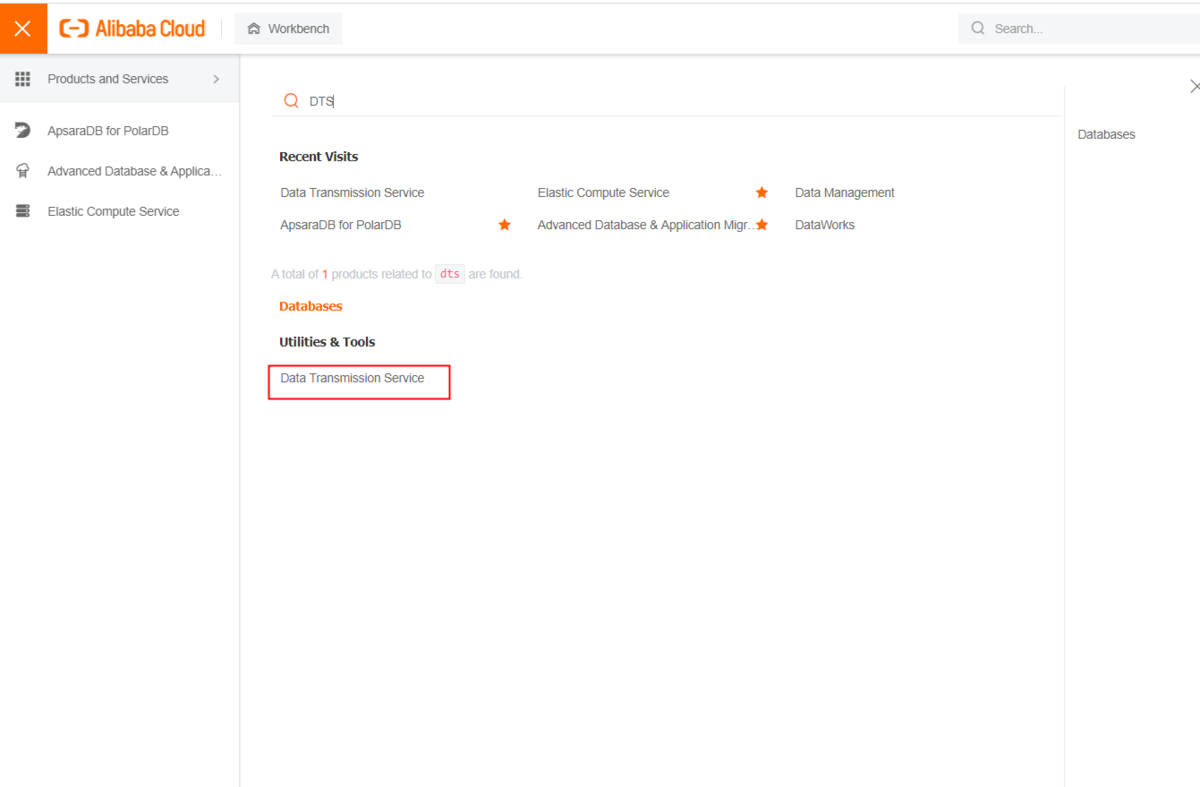 Alibaba Cloud
Workbench
Search...
Products and Services
ApsaraDB for PolarDB
Advanced Database & Applica...
Elastic Compute Service
DTS
Recent Visits
Data Transmission Service
Elastic Compute Service
Data Management
ApsaraDB for PolarDB
Advanced Database & Application Migr...
DataWorks
A total of 1 products related to dts are found.
Databases
Utilities & Tools
Data Transmission Service
Databases